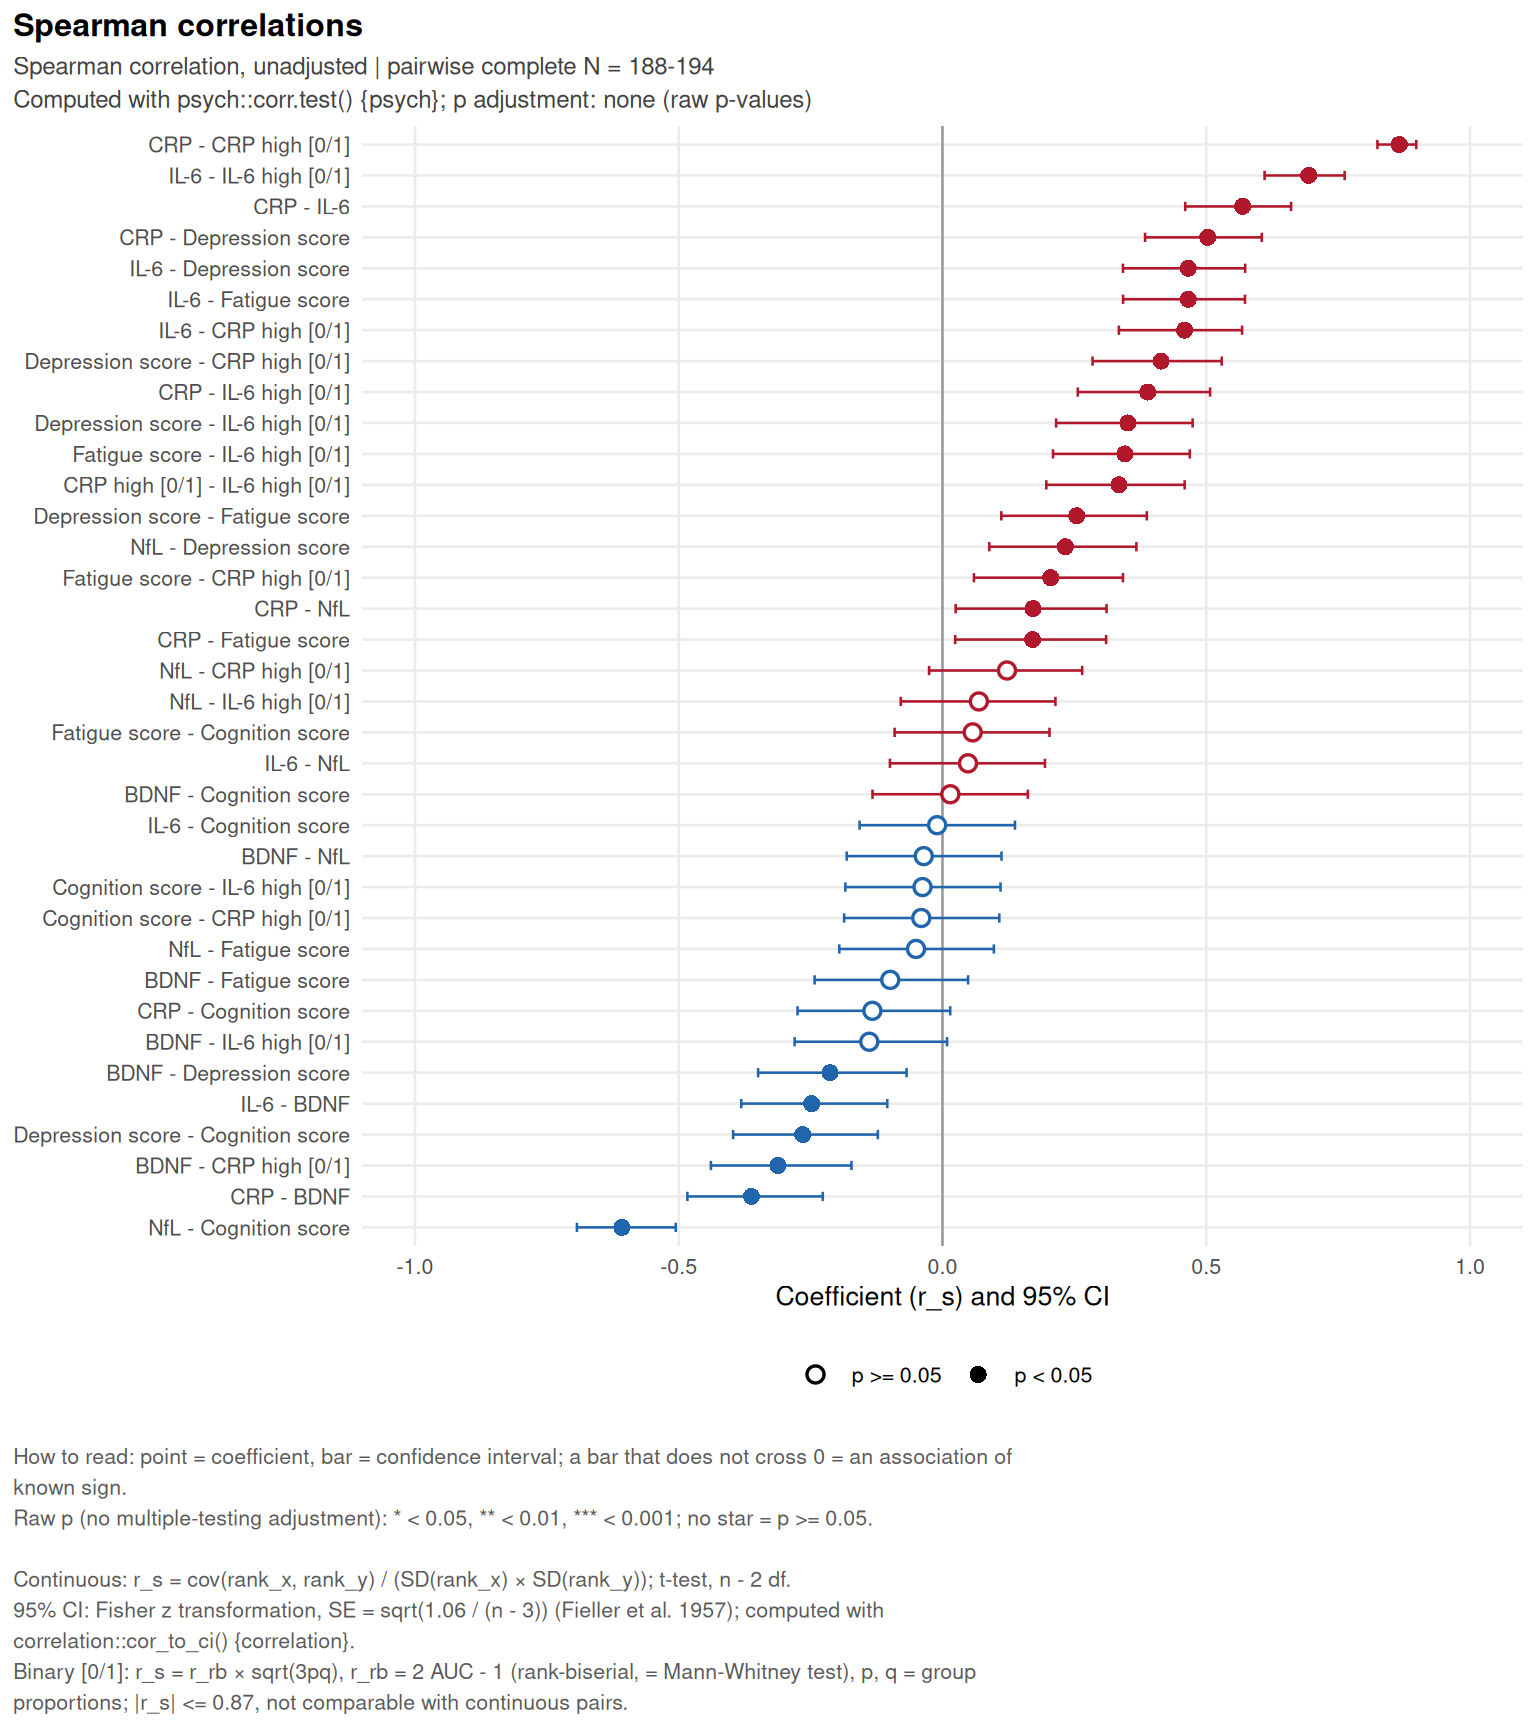 Spearman correlations
Spearman correlation, unadjusted | pairwise complete N = 188-194
Computed with psych::corr.test() {psych}; p adjustment: none (raw p-values)
CRP - CRP high [0/1]
IL-6 - IL-6 high [0/1]
CRP - IL-6
CRP - Depression score
IL-6 - Depression score
IL-6 - Fatigue score
IL-6 - CRP high [0/1]
Depression score - CRP high [0/1]
CRP - IL-6 high [0/1]
Depression score - IL-6 high [0/1]
Fatigue score - IL-6 high [0/1]
CRP high [0/1] - IL-6 high [0/1]
Depression score - Fatigue score
NfL - Depression score
Fatigue score - CRP high [0/1]
CRP - NfL
CRP - Fatigue score
NfL - CRP high [0/1]
NfL - IL-6 high [0/1]
Fatigue score - Cognition score
IL-6 - NfL
BDNF - Cognition score
IL-6 - Cognition score
BDNF - NfL
Cognition score - IL-6 high [0/1]
Cognition score - CRP high [0/1]
NfL - Fatigue score
BDNF - Fatigue score
CRP - Cognition score
BDNF - IL-6 high [0/1]
BDNF - Depression score
IL-6 - BDNF
Depression score - Cognition score
BDNF - CRP high [0/1]
CRP - BDNF
NfL - Cognition score
-1.0 -0.5 0.0 0.5 1.0
Coefficient (r_s) and 95% CI
p >= 0.05 p < 0.05
How to read: point = coefficient, bar = confidence interval; a bar that does not cross 0 = an association of
known sign.
Raw p (no multiple-testing adjustment): * < 0.05, ** < 0.01, *** < 0.001; no star = p >= 0.05.
Continuous: r_s = cov(rank_x, rank_y) / (SD(rank_x) × SD(rank_y)); t-test, n - 2 df.
95% CI: Fisher z transformation, SE = sqrt(1.06 / (n - 3)) (Fieller et al. 1957); computed with
correlation::cor_to_ci() {correlation}.
Binary [0/1]: r_s = r_rb × sqrt(3pq), r_rb = 2 AUC - 1 (rank-biserial, = Mann-Whitney test), p, q = group
proportions; |r_s| <= 0.87, not comparable with continuous pairs.